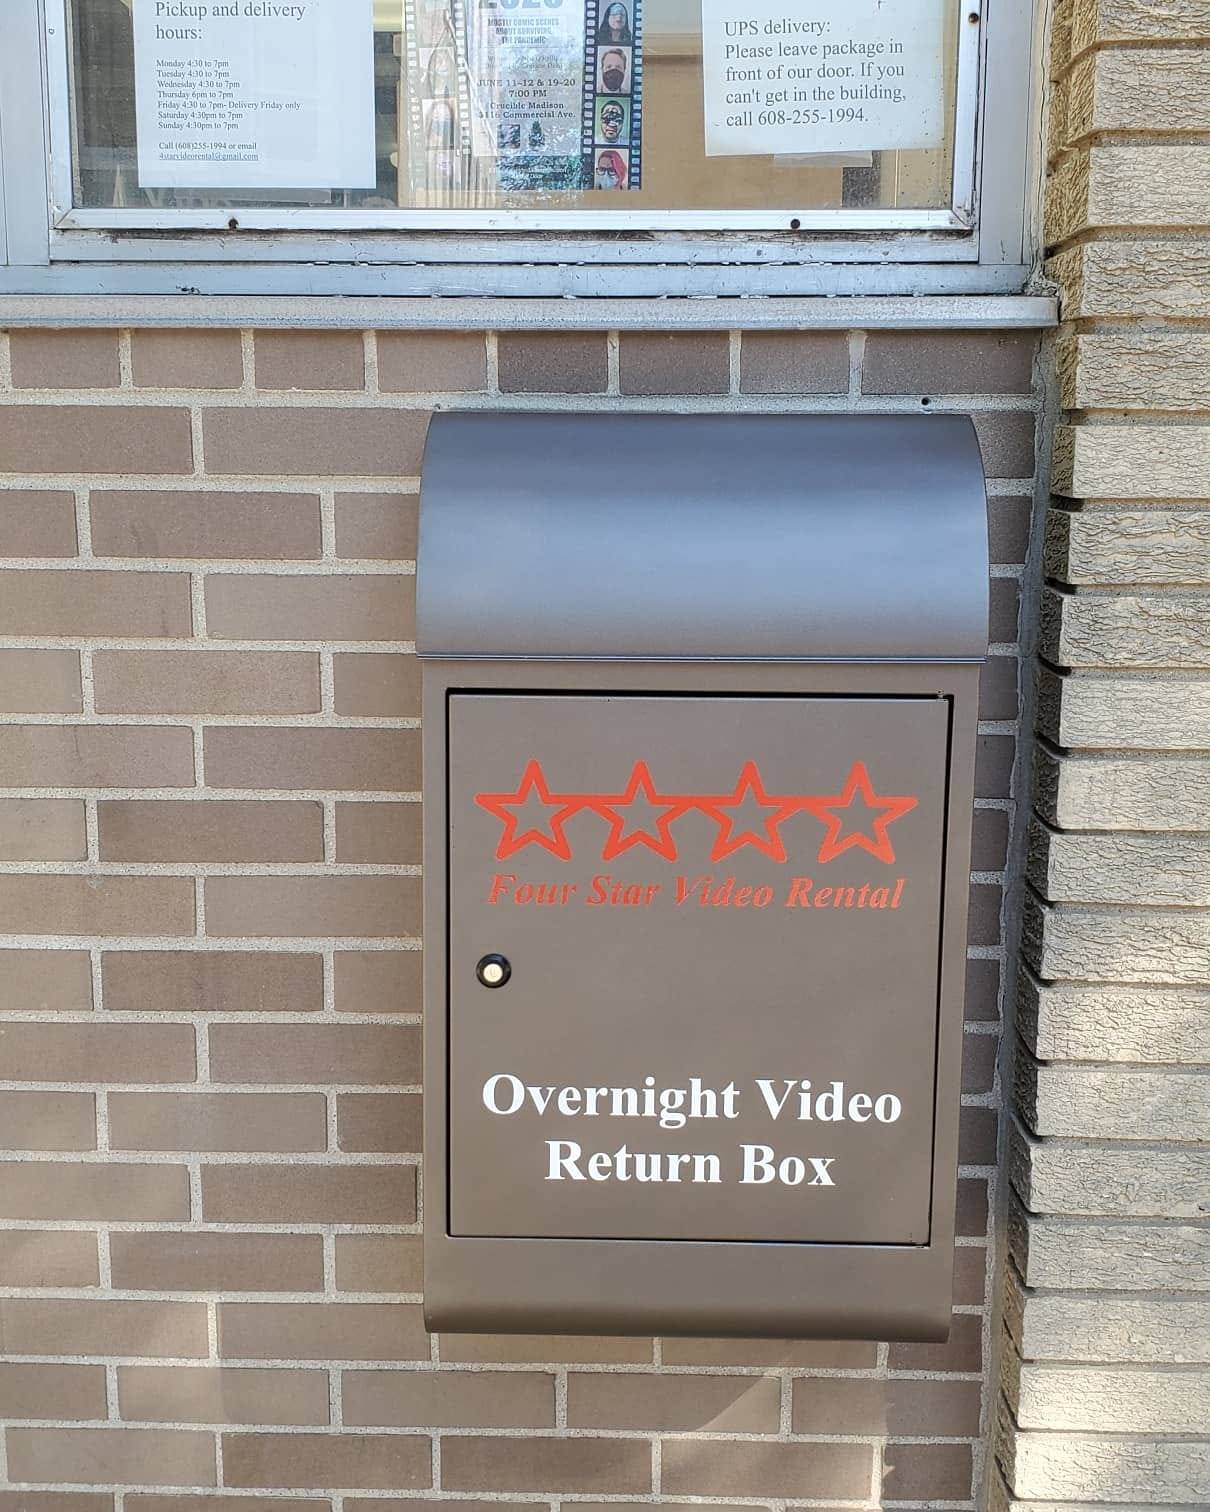 Pickup and delivery
hours:
Monday 4:30 to 7pm
Tuesday 4:30 to 7pm
Wednesday 4:30 to 7pm
Thursday 6pm to 7pm
Friday 4:30 to 7pm- Delivery Friday only
Saturday 4:30pm to 7pm
Sunday 4:30pm to 7pm
Call (608)255-1994 or email
4starvideorental@gmail.com
2020
MOSTLY COMIC SCENES
ABOUT SURVIVING
THE PANDEMIC
JUNE 11-12 & 19-20
7:00 PM
Crucible Madison
3116 Commercial Ave.
UPS delivery:
Please leave package in
front of our door. If you
can't get in the building,
call 608-255-1994.
Four Star Video Rental
Overnight Video
Return Box